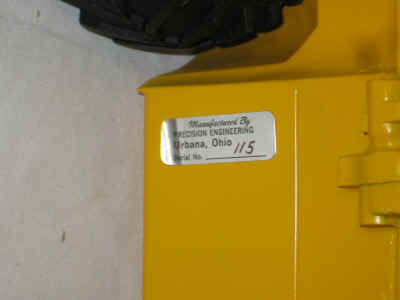 Manufactured By
PRECISION ENGINEERING
Urbana, Ohio
Serial No. 115